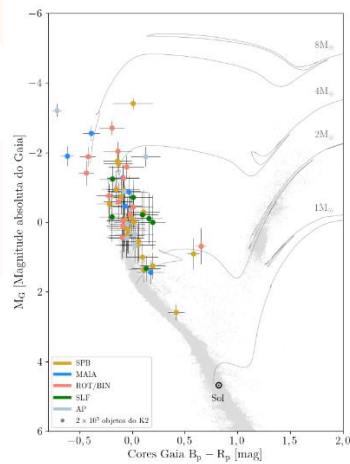 −6
−4
−2
0
2
4
6
M_G [Magnitude absoluta do Gaia]
8M☉
4M☉
2M☉
1M☉
Sol
SPB
MAIA
ROT/BIN
SLF
AP
2 × 10⁵ objetos do K2
−0,5 0 0,5 1,0 1,5 2,0
Cores Gaia B_p − R_p [mag]